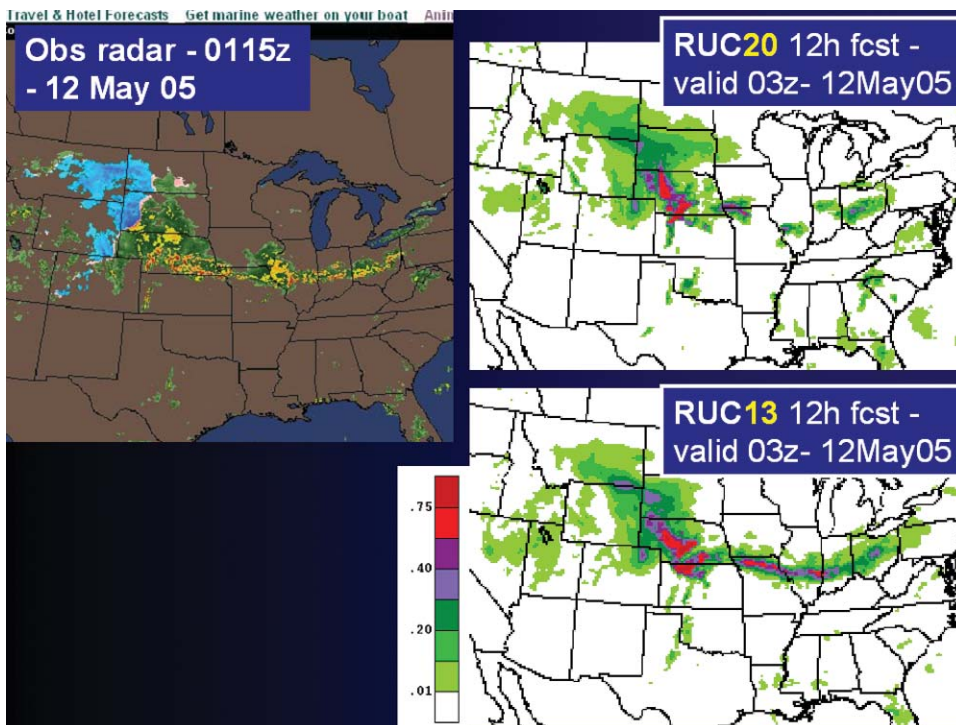 Travel & Hotel Forecasts Get marine weather on your boat Anin
Obs radar - 0115z
- 12 May 05
RUC20 12h fcst -
valid 03z- 12May05
RUC13 12h fcst -
valid 03z- 12May05
.75
.40
.20
.01